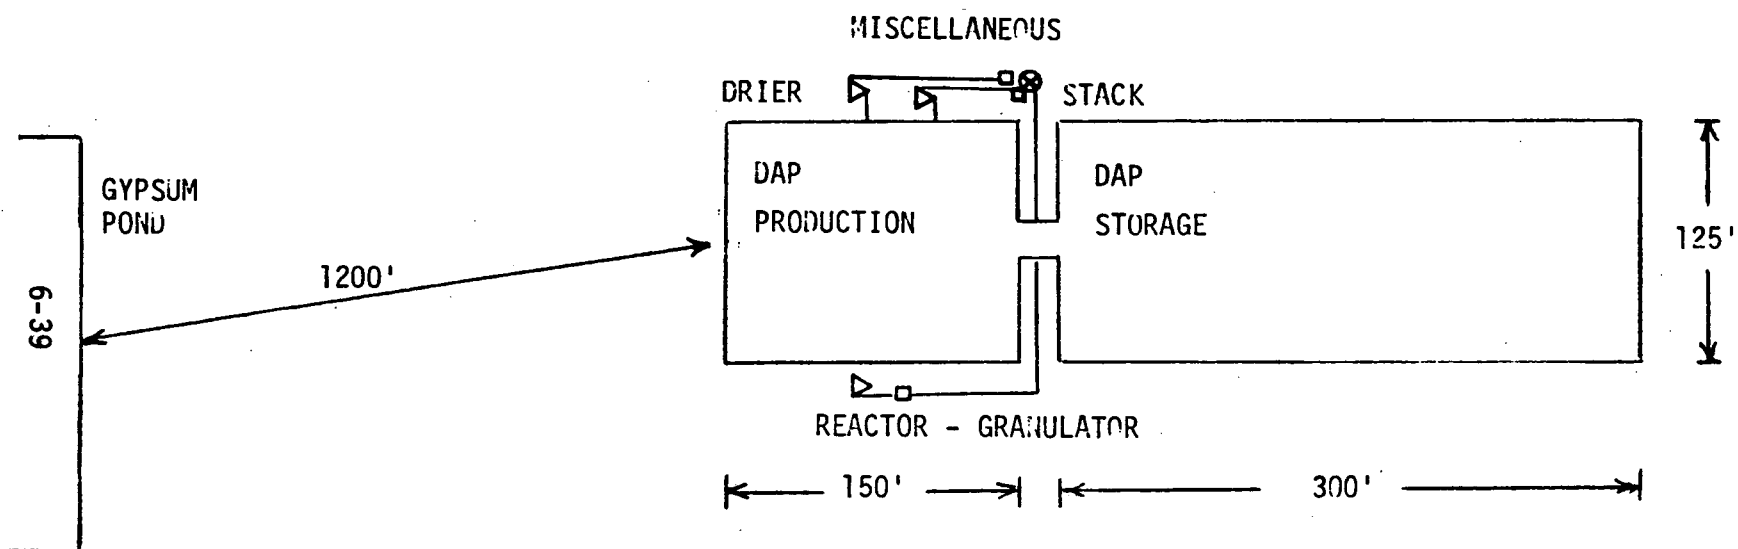 MISCELLANEOUS
DRIER
STACK
GYPSUM
POND
DAP
PRODUCTION
DAP
STORAGE
125'
1200'
6-39
REACTOR - GRANULATOR
150'
300'